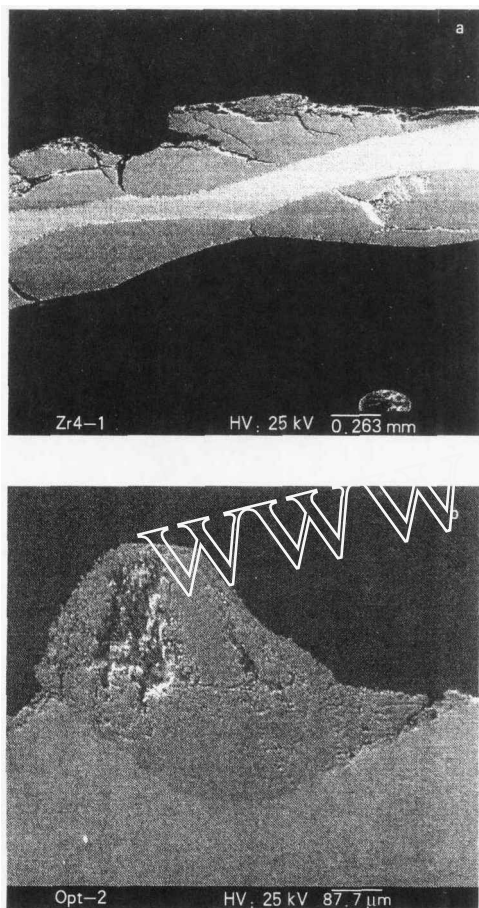 a
Zr4-1 HV: 25 kV 0.263 mm
WWW
b
Opt-2 HV: 25 kV 87.7 μm